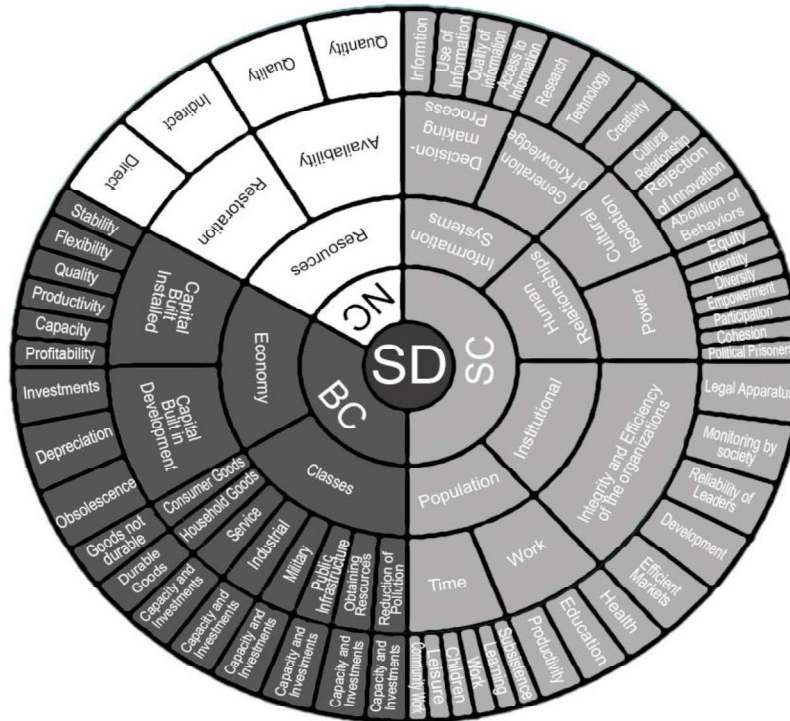 SD
NC
SC
BC
Resources
Information
Systems
Human
Relationships
Institutional
Population
Classes
Economy
Restoration
Availability
Decision-
making
Process
Generation
of Knowledge
Cultural
Isolation
Power
Integrity and Efficiency
of the organizations
Work
Time
Capital
Built in
Development
Capital
Built
Installed
Direct
Indirect
Quality
Quantity
Informtion
Use of
Information
Quality of
information
Access to
Information
Research
Technology
Creativity
Cultural
Relationship
Rejection
of Innovation
Abolition of
Behaviors
Equity
Identity
Diversity
Empowerment
Participation
Cohesion
Political Prisoners
Legal Apparatus
Monitoring by
society
Reliability of
Leaders
Development
Efficient
Markets
Health
Education
Productivity
Subsistence
Learning
Work
Children
Leisure
Community Work
Reduction of
Pollution
Capacity and
Investments
Obtaining
Resources
Capacity and
Investments
Public
Infrastructure
Capacity and
Investments
Military
Capacity and
Investments
Industrial
Capacity and
Investments
Service
Capacity and
Investments
Household Goods
Durable
Goods
Consumer Goods
Goods not
durable
Obsolescence
Depreciation
Investments
Profitability
Capacity
Productivity
Quality
Flexibility
Stability